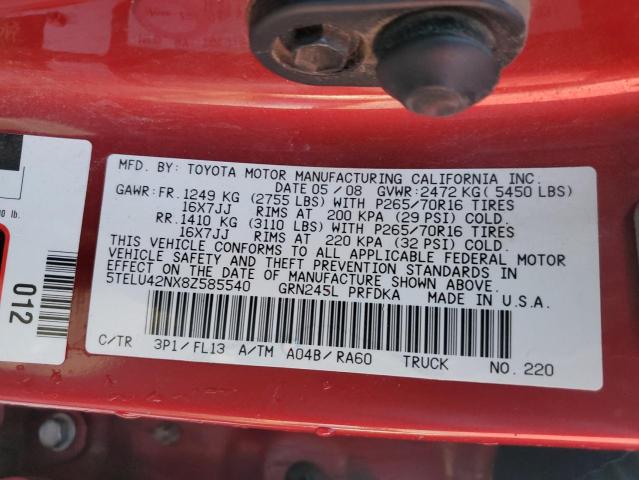 MFD. BY: TOYOTA MOTOR MANUFACTURING CALIFORNIA INC.
DATE 05/08 GVWR: 2472 KG( 5450 LBS)
GAWR: FR. 1249 KG (2755 LBS) WITH P265/70R16 TIRES
16X7JJ RIMS AT 200 KPA (29 PSI) COLD.
RR. 1410 KG (3110 LBS) WITH P265/70R16 TIRES
16X7JJ RIMS AT 220 KPA (32 PSI) COLD.
THIS VEHICLE CONFORMS TO ALL APPLICABLE FEDERAL MOTOR
VEHICLE SAFETY AND THEFT PREVENTION STANDARDS IN
EFFECT ON THE DATE OF MANUFACTURE SHOWN ABOVE.
5TELU42NX8Z585540 GRN245L PRFDKA MADE IN U.S.A.
C/TR 3P1/FL13 A/TM A04B/RA60 TRUCK NO. 220
012